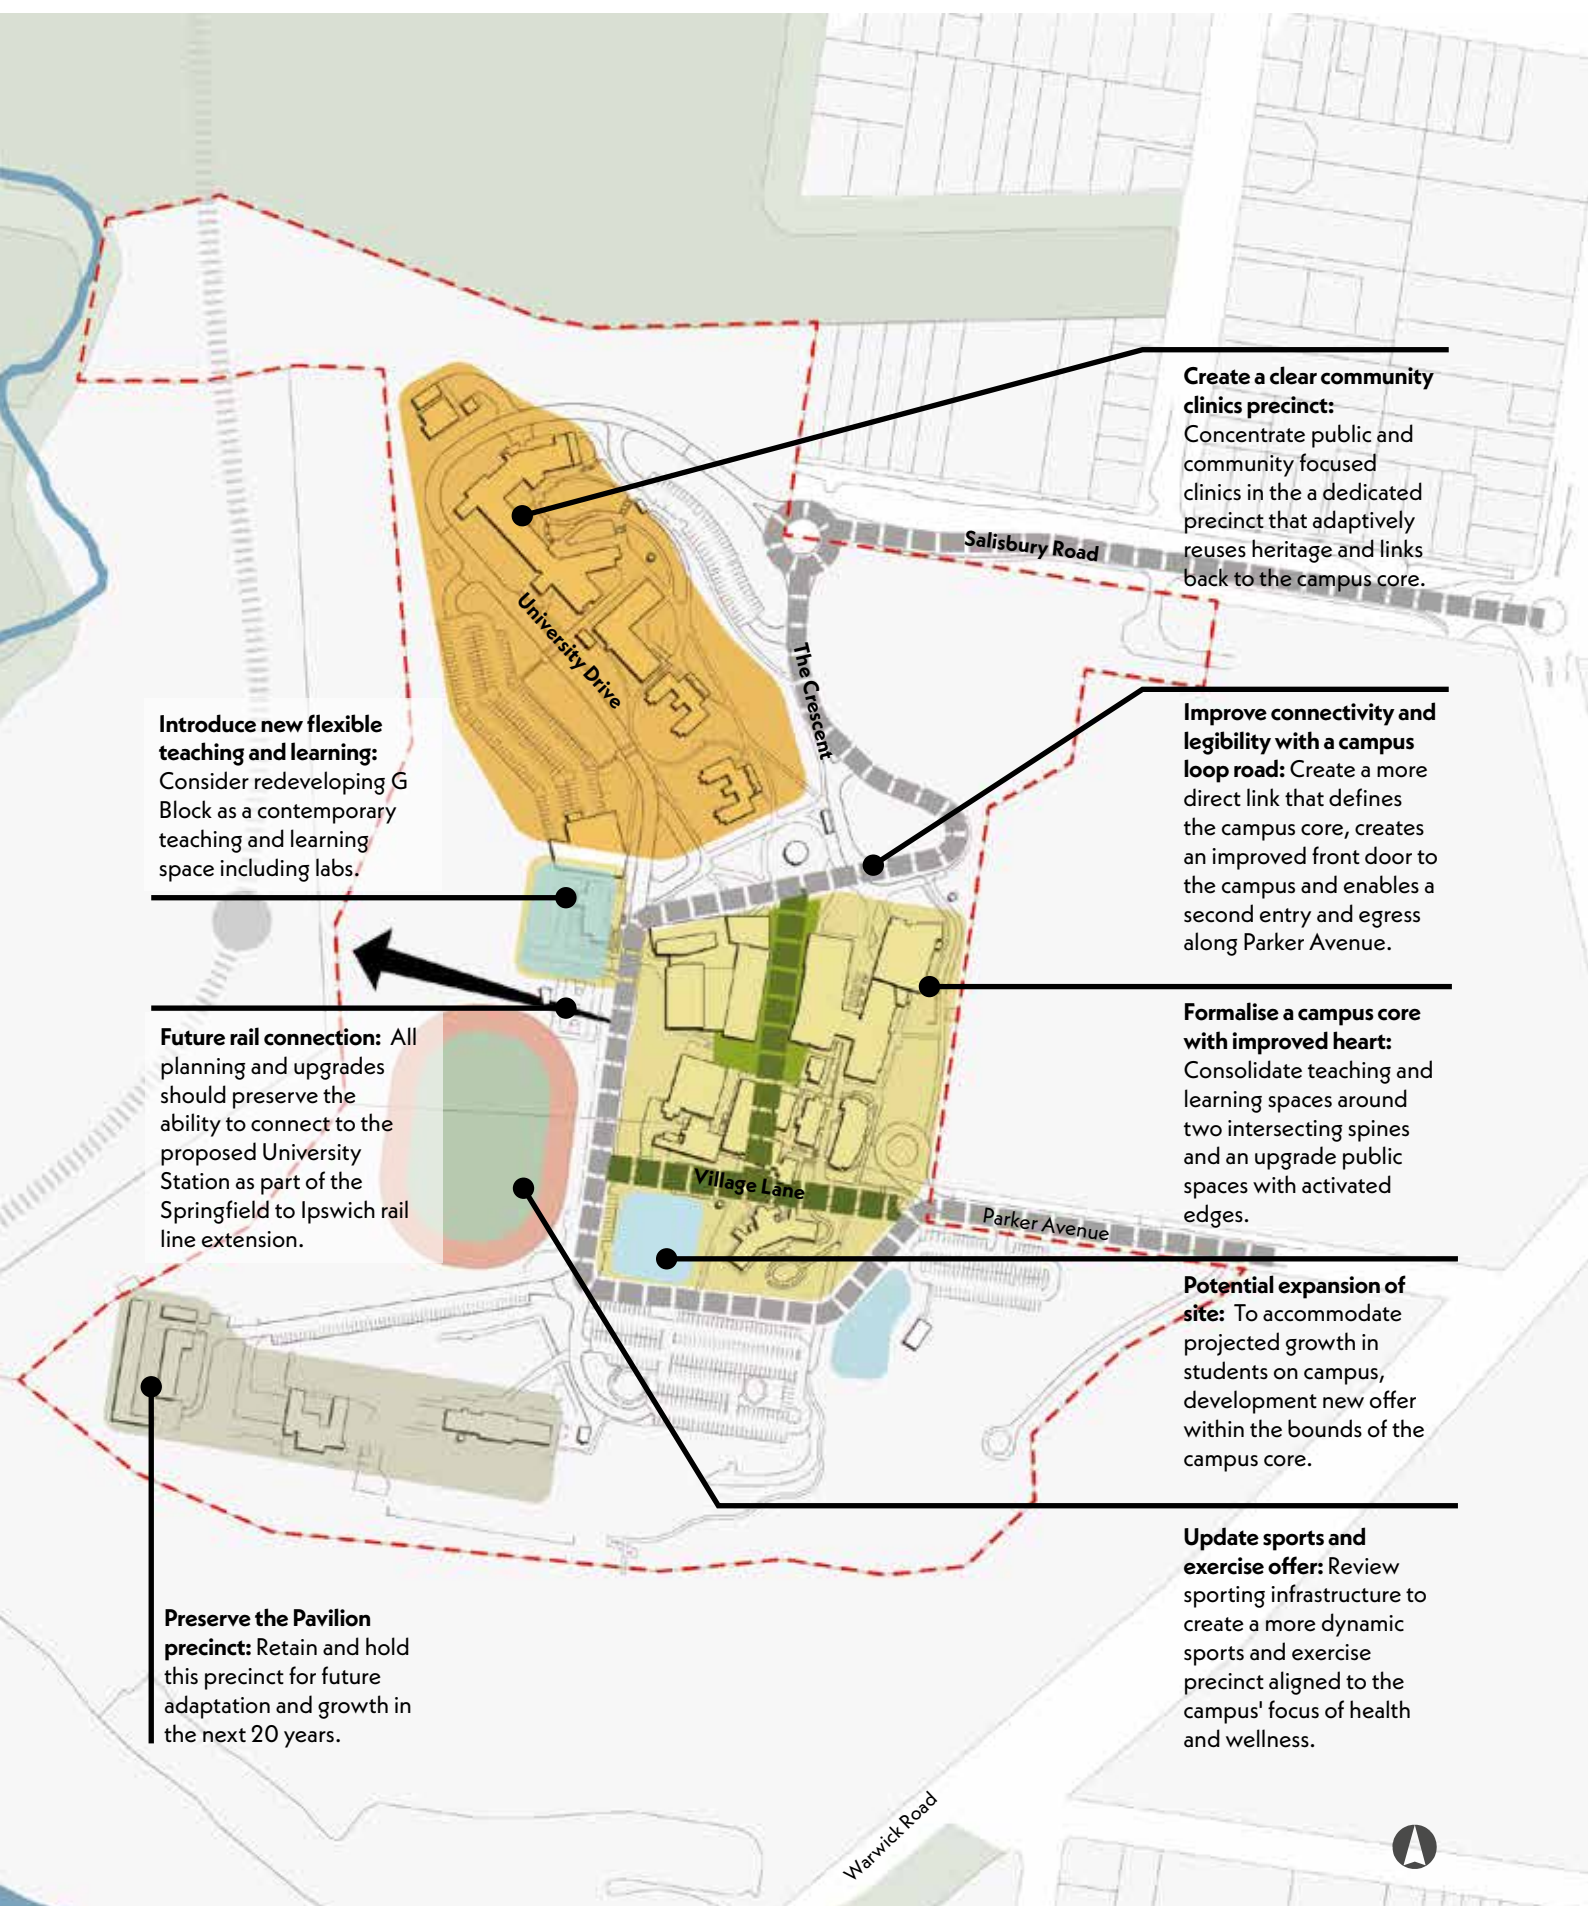 Create a clear community
clinics precinct:
Concentrate public and
community focused
clinics in the a dedicated
precinct that adaptively
reuses heritage and links
back to the campus core.
Salisbury Road
University Drive
The Crescent
Introduce new flexible
teaching and learning:
Consider redeveloping G
Block as a contemporary
teaching and learning
space including labs.
Improve connectivity and
legibility with a campus
loop road: Create a more
direct link that defines
the campus core, creates
an improved front door to
the campus and enables a
second entry and egress
along Parker Avenue.
Future rail connection: All
planning and upgrades
should preserve the
ability to connect to the
proposed University
Station as part of the
Springfield to Ipswich rail
line extension.
Formalise a campus core
with improved heart:
Consolidate teaching and
learning spaces around
two intersecting spines
and an upgrade public
spaces with activated
edges.
Village Lane
Parker Avenue
Potential expansion of
site: To accommodate
projected growth in
students on campus,
development new offer
within the bounds of the
campus core.
Update sports and
exercise offer: Review
sporting infrastructure to
create a more dynamic
sports and exercise
precinct aligned to the
campus' focus of health
and wellness.
Preserve the Pavilion
precinct: Retain and hold
this precinct for future
adaptation and growth in
the next 20 years.
Warwick Road